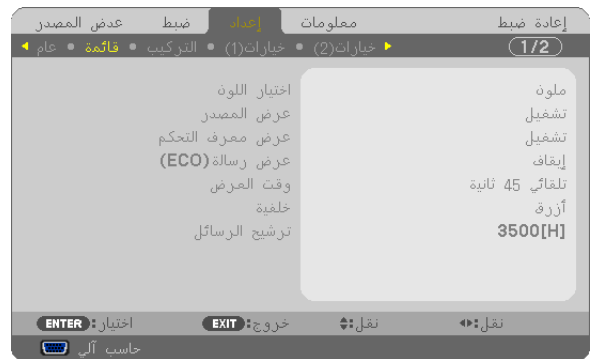 عدض المصدر ضبط إعداد معلومات إعادة ضبط
عام • قائمة • التركيب • خيارات(1) • خيارات(2) (1/2)
اختيار اللون ملون
عرض المصدر تشغيل
عرض معرف التحكم تشغيل
عرض رسالة (ECO) إيقاف
وقت العرض تلقائي 45 ثانية
خلفية أزرق
ترشيح الرسائل 3500[H]
ENTER :اختيار EXIT :خروج نقل: نقل:
حاسب آلي